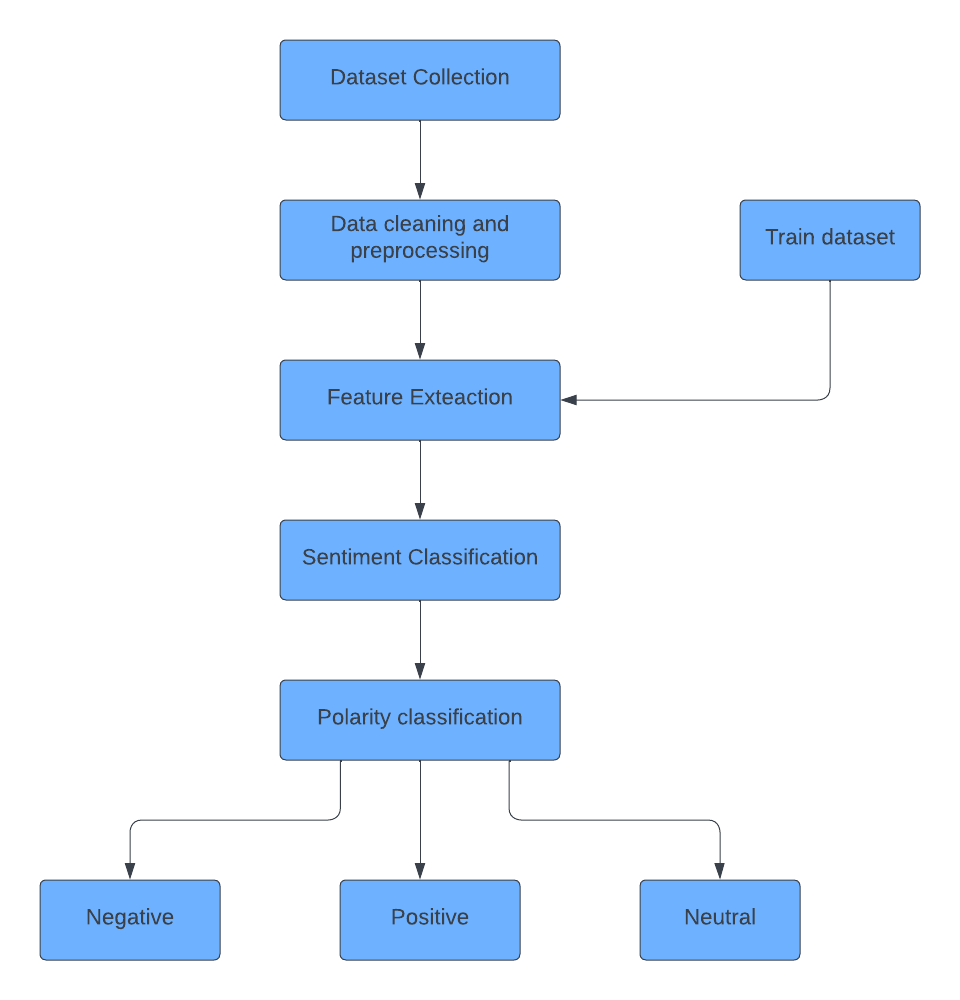 Dataset Collection
Data cleaning and
preprocessing
Train dataset
Feature Exteaction
Sentiment Classification
Polarity classification
Negative
Positive
Neutral